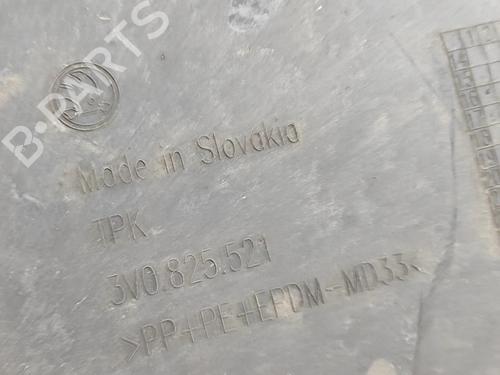 B-PARTS
Made in Slovakia
TPK
3V0.825.521
>PP+PE+EPDM-MD33<